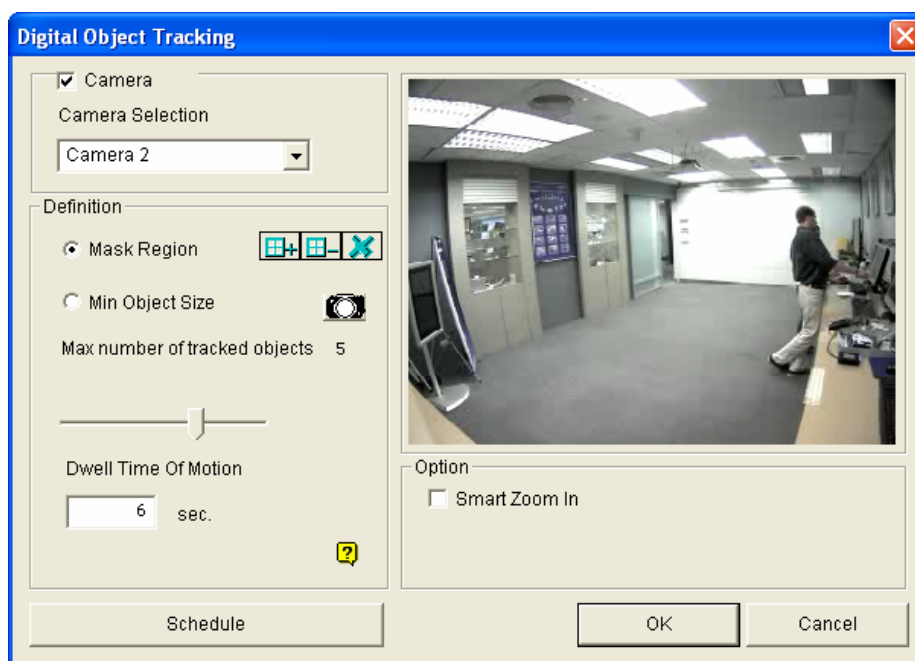 Digital Object Tracking
Camera
Camera Selection
Camera 2
Definition
Mask Region
Min Object Size
Max number of tracked objects 5
Dwell Time Of Motion
6 sec.
Option
Smart Zoom In
Schedule
OK
Cancel